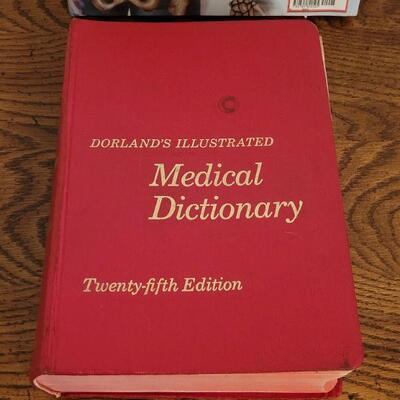 DORLAND'S ILLUSTRATED
Medical
Dictionary
Twenty-fifth Edition